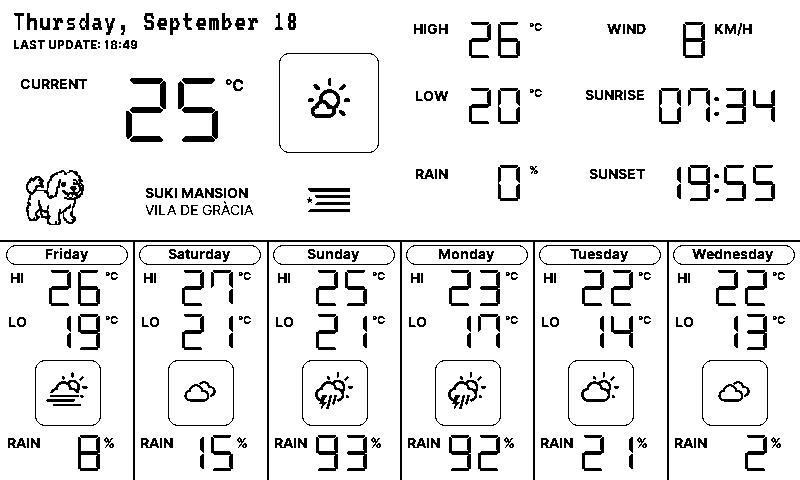 Thursday, September 18
LAST UPDATE: 18:49
CURRENT 25 °C
HIGH 26 °C
LOW 20 °C
RAIN 0 %
WIND 8 KM/H
SUNRISE 07:34
SUNSET 19:55
SUKI MANSION
VILA DE GRÀCIA
Friday
HI 26 °C
LO 19 °C
RAIN 8 %
Saturday
HI 27 °C
LO 21 °C
RAIN 15 %
Sunday
HI 25 °C
LO 21 °C
RAIN 93 %
Monday
HI 23 °C
LO 17 °C
RAIN 92 %
Tuesday
HI 22 °C
LO 14 °C
RAIN 21 %
Wednesday
HI 22 °C
LO 13 °C
RAIN 2 %